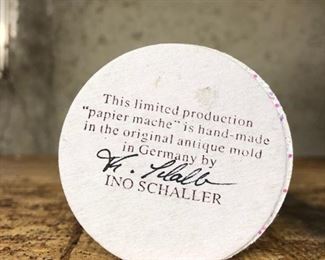 This limited production
"papier mache" is hand-made
in the original antique mold
in Germany by
INO SCHALLER